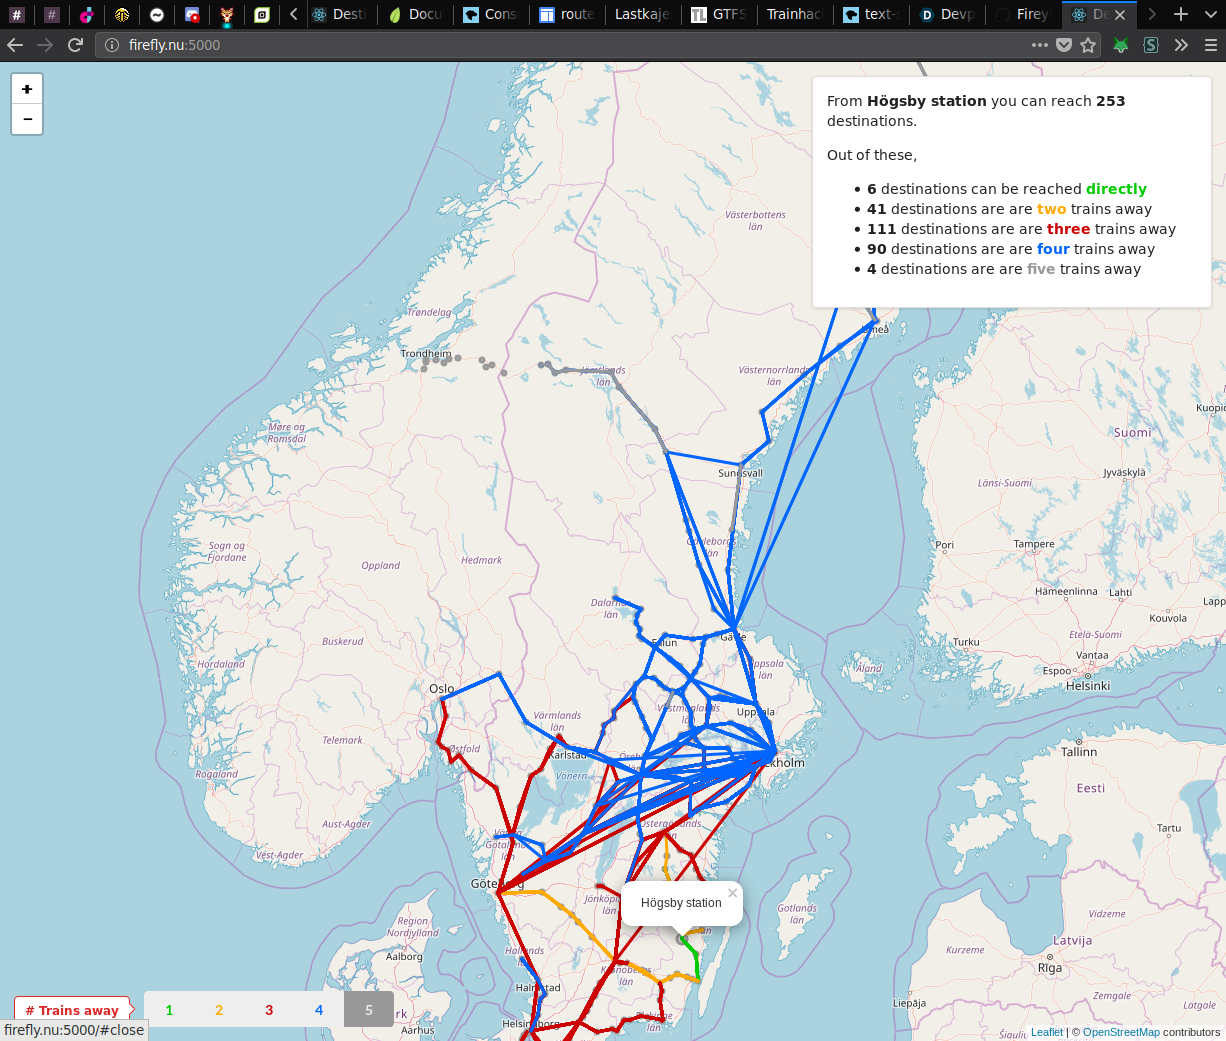 Desti
Docu
Cons
route
Lastkaje
TL GTFS
Trainhac
text-
D Devp
Firey
De
firefly.nu:5000
+
−
From Högsby station you can reach 253
destinations.
Out of these,
• 6 destinations can be reached directly
• 41 destinations are are two trains away
• 111 destinations are are three trains away
• 90 destinations are are four trains away
• 4 destinations are are five trains away
Västerbottens
län
Trøndelag
Trondheim
Jämtlands
län
Västernorrlands
län
Kuopio
Møre og
Romsdal
Suomi
Jyväskylä
Sundsvall
Länsi-Suomi
Sogn og
Fjordane
Oppland
Hedmark
Gävleborgs
län
Pori
Tampere
Hämeenlinna
Lahti
Lapp
Kouvola
Dalarnas
län
Buskerud
Falun
Gävle
Turku
Etelä-Suomi
Vantaa
Espoo
Helsinki
Hordaland
Uppsala
län
Åland
Oslo
Värmlands
län
Västmanlands
län
Uppsala
Telemark
Østfold
Karlstad
Örebro
Stockholm
Tallinn
Rogaland
Vänern
Eesti
Aust-Agder
Västra
Götalands
län
Östergötlands
län
Tartu
Vest-Agder
Göteborg
Högsby station
×
Jönköpings
län
Gotlands
län
Region
Nordjylland
Vidzeme
Aalborg
Hallands
län
Kronobergs
län
Kurzeme
Latvija
Rīga
Halmstad
Liepāja
Zemgale
Latgale
# Trains away
1
2
3
4
5
rk
Helsingborg
Blekinge
län
Aarhus
Šiauliai
firefly.nu:5000/#close
Leaflet | © OpenStreetMap contributors